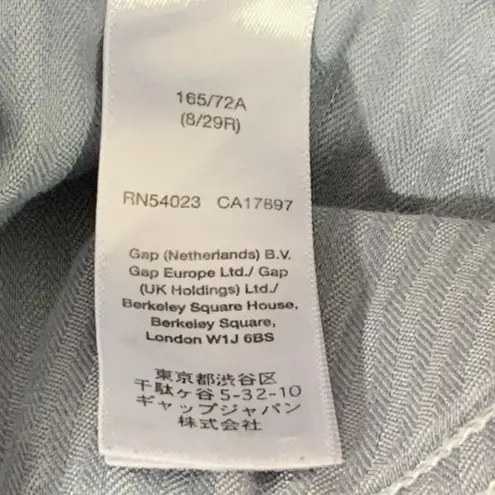 165/72A
(8/29R)
RN54023 CA17897
Gap (Netherlands) B.V.
Gap Europe Ltd./ Gap
(UK Holdings) Ltd./
Berkeley Square House,
Berkeley Square,
London W1J 6BS
東京都渋谷区
千駄ヶ谷5-32-10
ギャップジャパン
株式会社